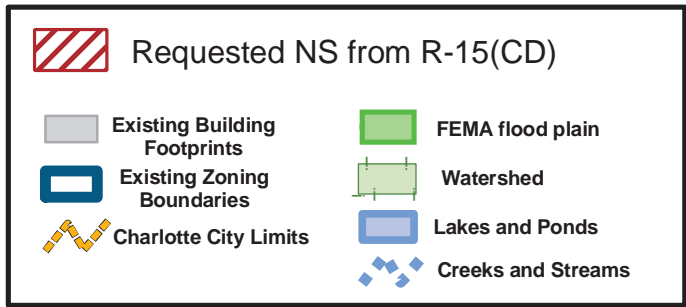 Requested NS from R-15(CD)
Existing Building
Footprints
Existing Zoning
Boundaries
Charlotte City Limits
FEMA flood plain
Watershed
Lakes and Ponds
Creeks and Streams